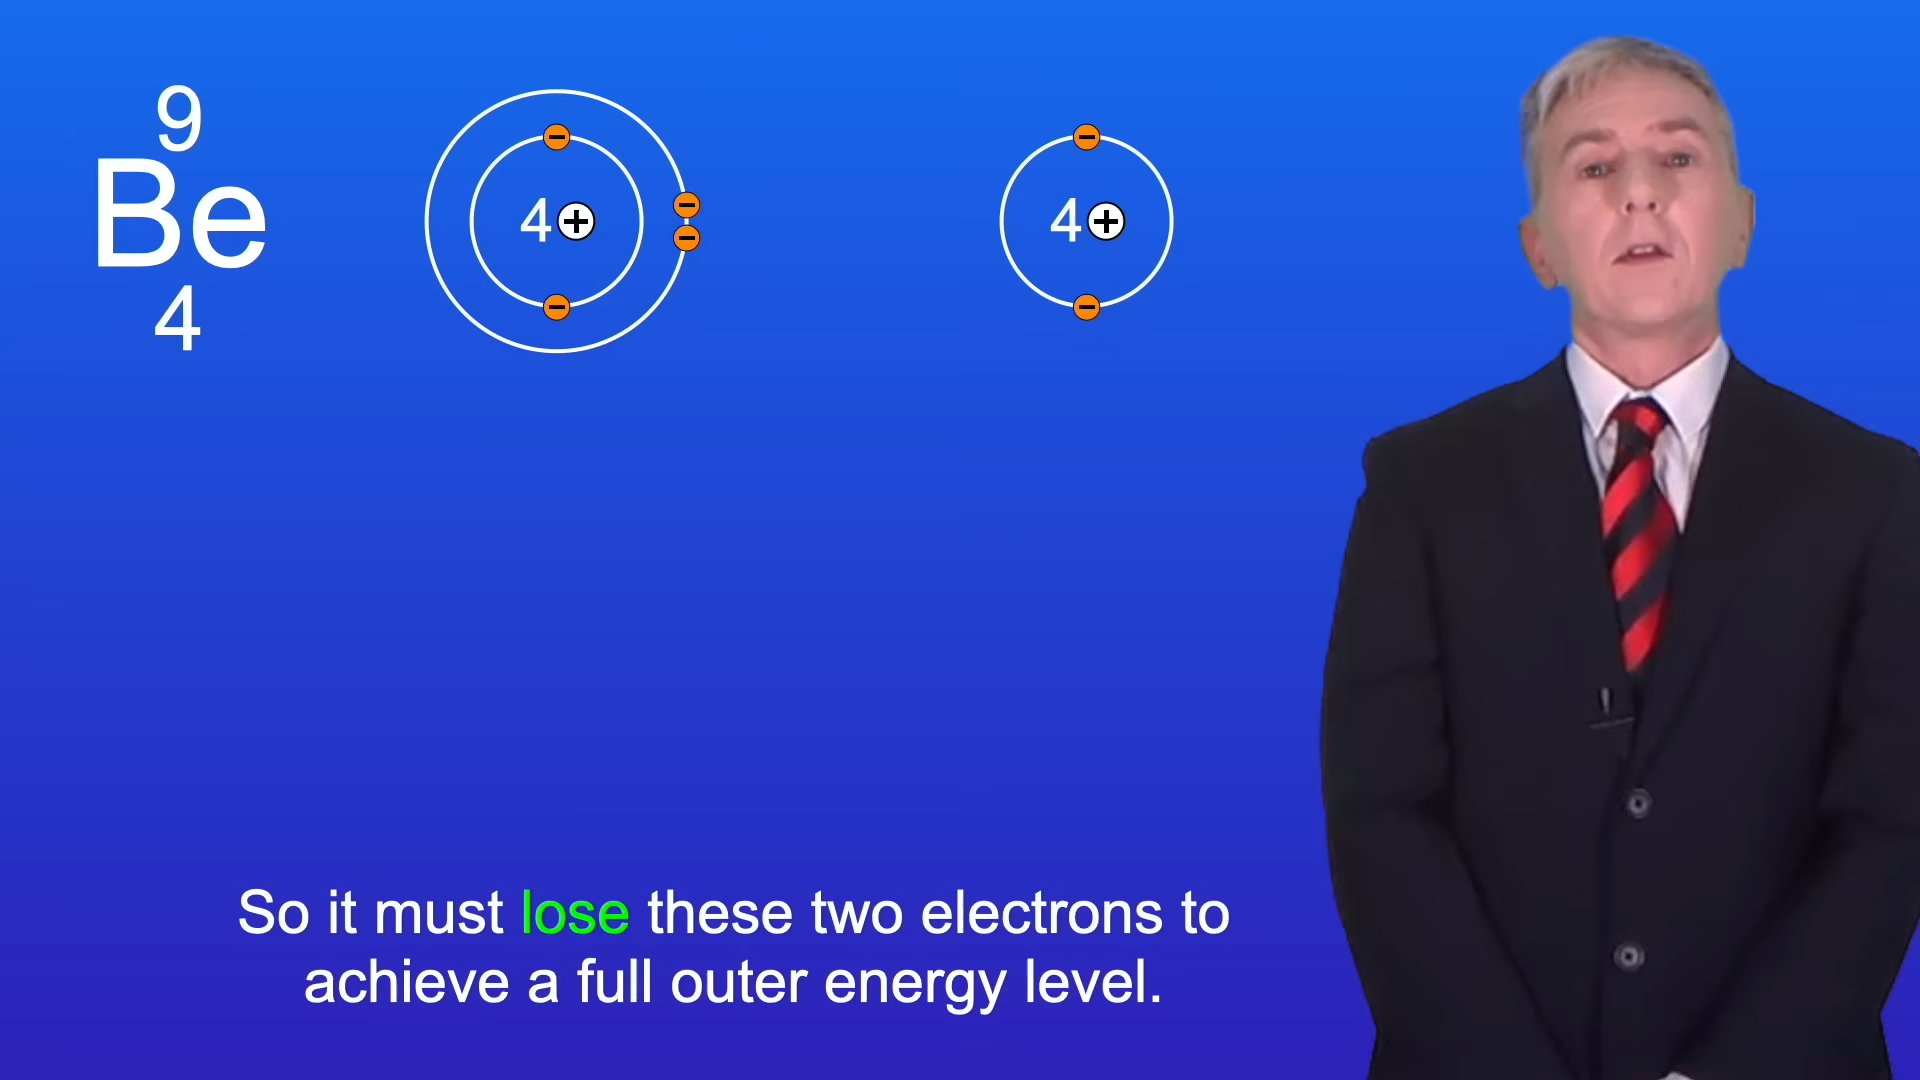 9
Be
4
4 +
4 +
So it must lose these two electrons to
achieve a full outer energy level.